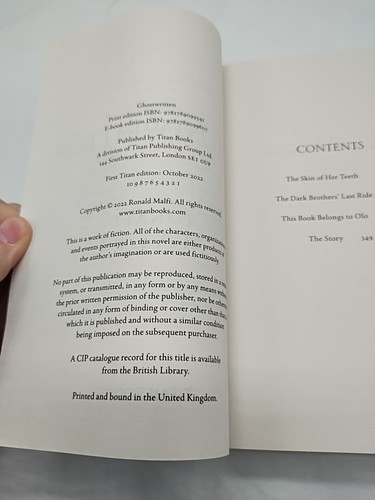 Ghostwritten
Print edition ISBN: 9781789099591
E-book edition ISBN: 9781789099607
Published by Titan Books
A division of Titan Publishing Group Ltd.
144 Southwark Street, London SE1 0UP
First Titan edition: October 2022
10 9 8 7 6 5 4 3 2 1
Copyright © 2022 Ronald Malfi. All rights reserved.
www.titanbooks.com
This is a work of fiction. All of the characters,
and events portrayed in this novel are either products
the author's imagination or are used fictitiously.
No part of this publication may be reproduced, stored in a
system, or transmitted, in any form or by any means
the prior written permission of the publisher, nor be
circulated in any form of binding or cover other than
which it is published and without a similar condition
being imposed on the subsequent purchaser.
A CIP catalogue record for this title is available
from the British Library.
Printed and bound in the United Kingdom.
CONTENTS
The Skin of Her Teeth
The Dark Brothers' Last Ride
This Book Belongs to Olo
The Story 349